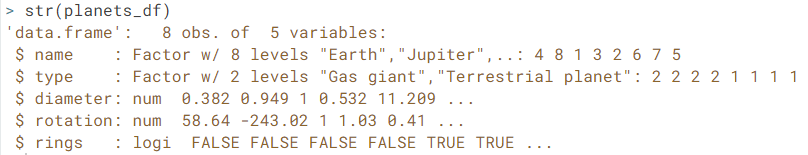 > str(planets_df)
'data.frame':   8 obs. of  5 variables:
 $ name    : Factor w/ 8 levels "Earth","Jupiter",..: 4 8 1 3 2 6 7 5
 $ type    : Factor w/ 2 levels "Gas giant","Terrestrial planet": 2 2 2 2 1 1 1 1
 $ diameter: num  0.382 0.949 1 0.532 11.209 ...
 $ rotation: num  58.64 -243.02 1 1.03 0.41 ...
 $ rings   : logi  FALSE FALSE FALSE FALSE TRUE TRUE ...